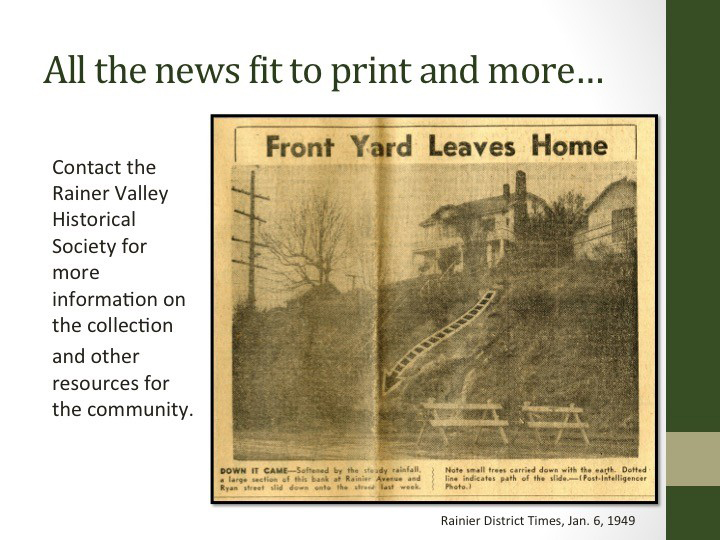 All the news fit to print and more…
Contact the
Rainer Valley
Historical
Society for
more
information on
the collection
and other
resources for
the community.
Front Yard Leaves Home
DOWN IT CAME—Softened by the steady rainfall,
a large section of this bank at Rainier Avenue and
Ryan street slid down onto the street last week.
Note small trees carried down with the earth. Dotted
line indicates path of the slide.—(Post-Intelligencer
Photo.)
Rainier District Times, Jan. 6, 1949